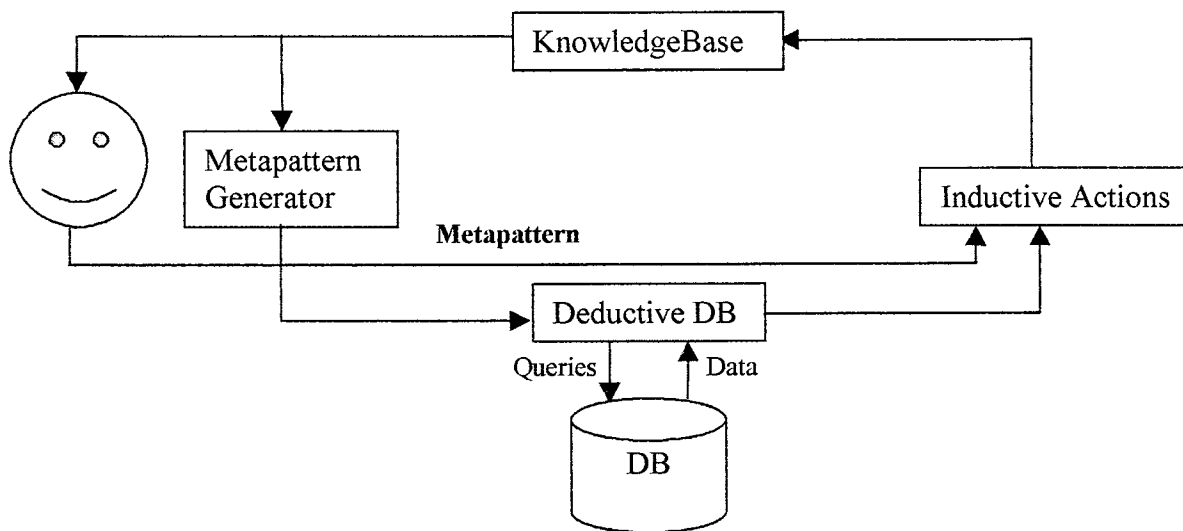 KnowledgeBase
Metapattern
Generator
Inductive Actions
Metapattern
Deductive DB
Queries
Data
DB